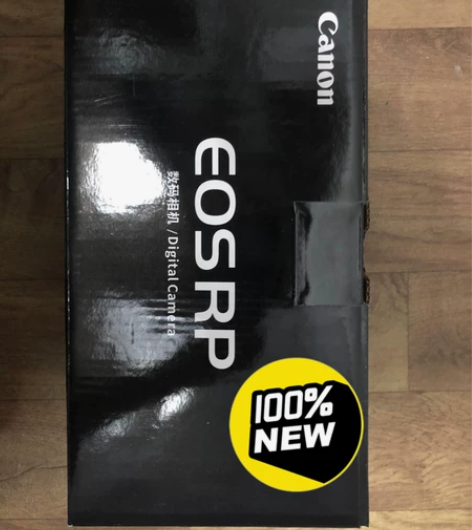 Canon
EOS RP
数码相机 / Digital Camera
100%
NEW